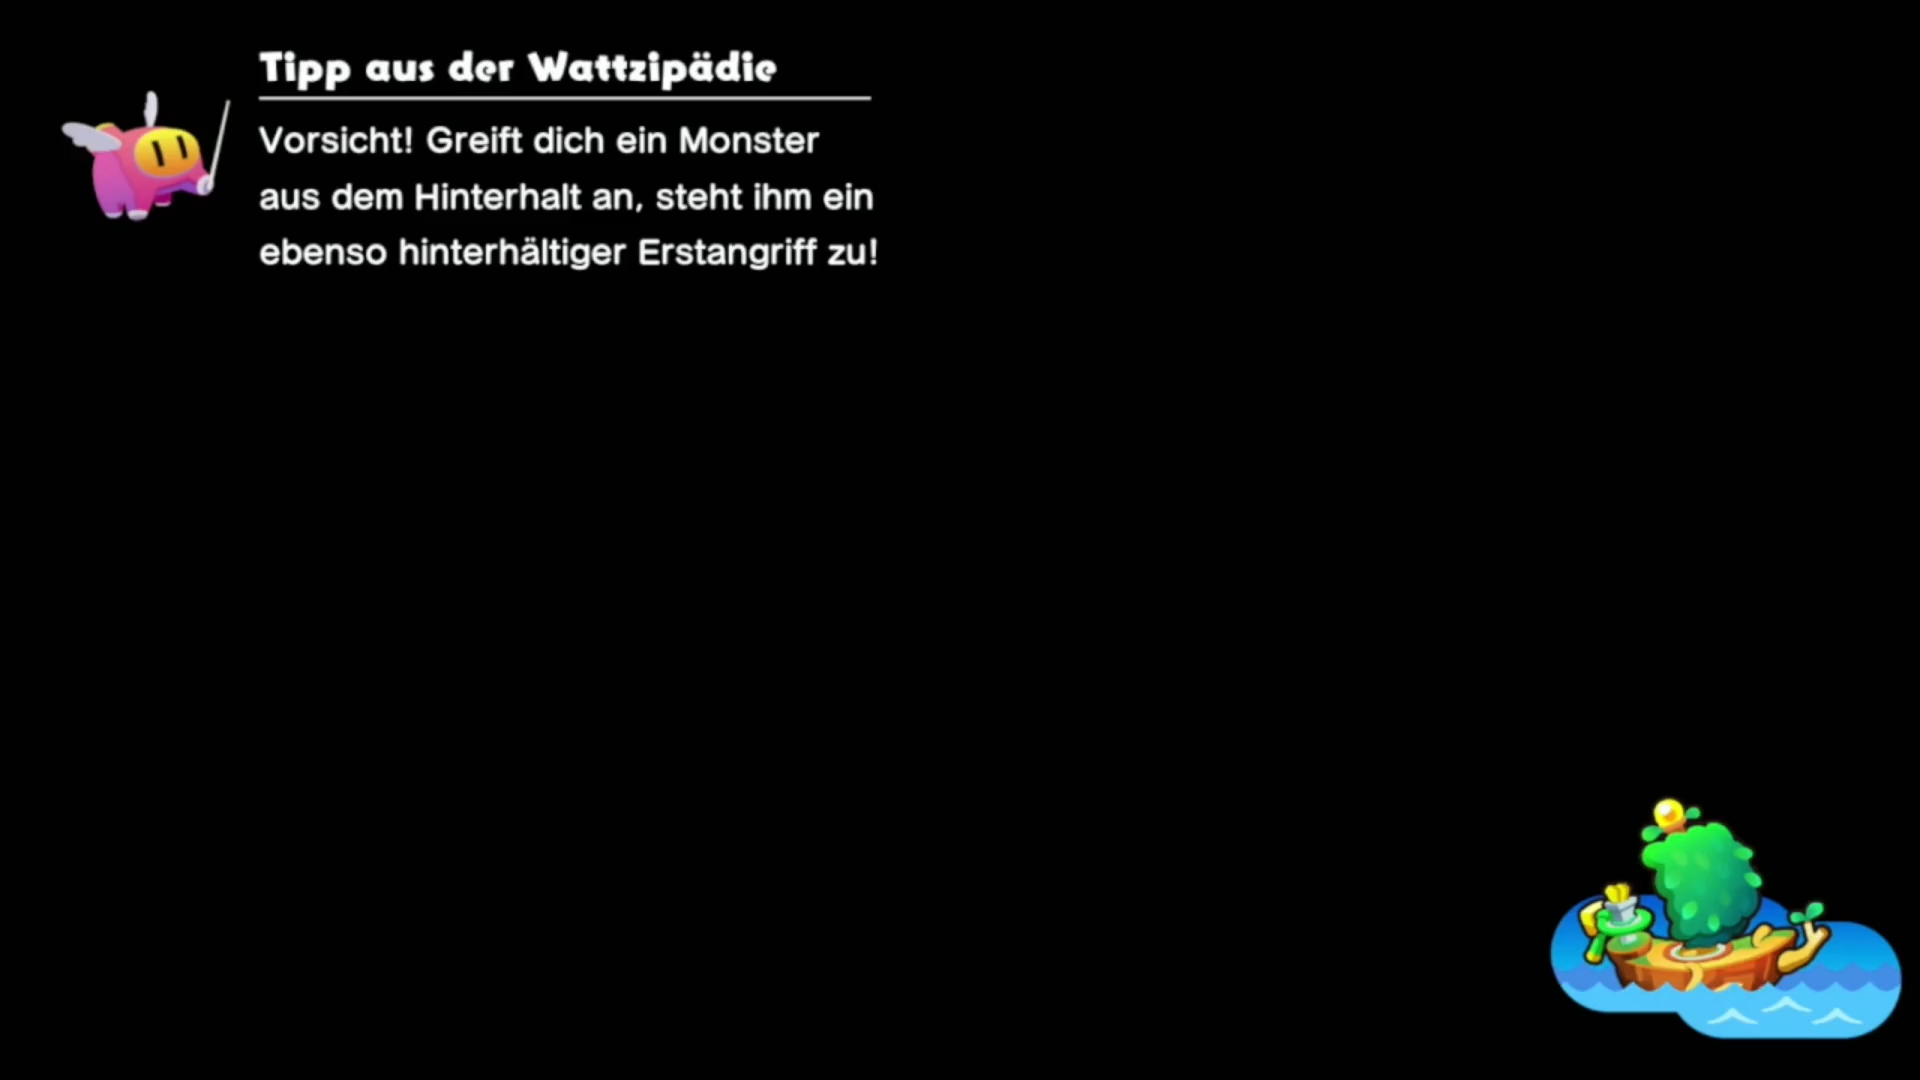 Tipp aus der Wattzipädie
Vorsicht! Greift dich ein Monster
aus dem Hinterhalt an, steht ihm ein
ebenso hinterhältiger Erstangriff zu!